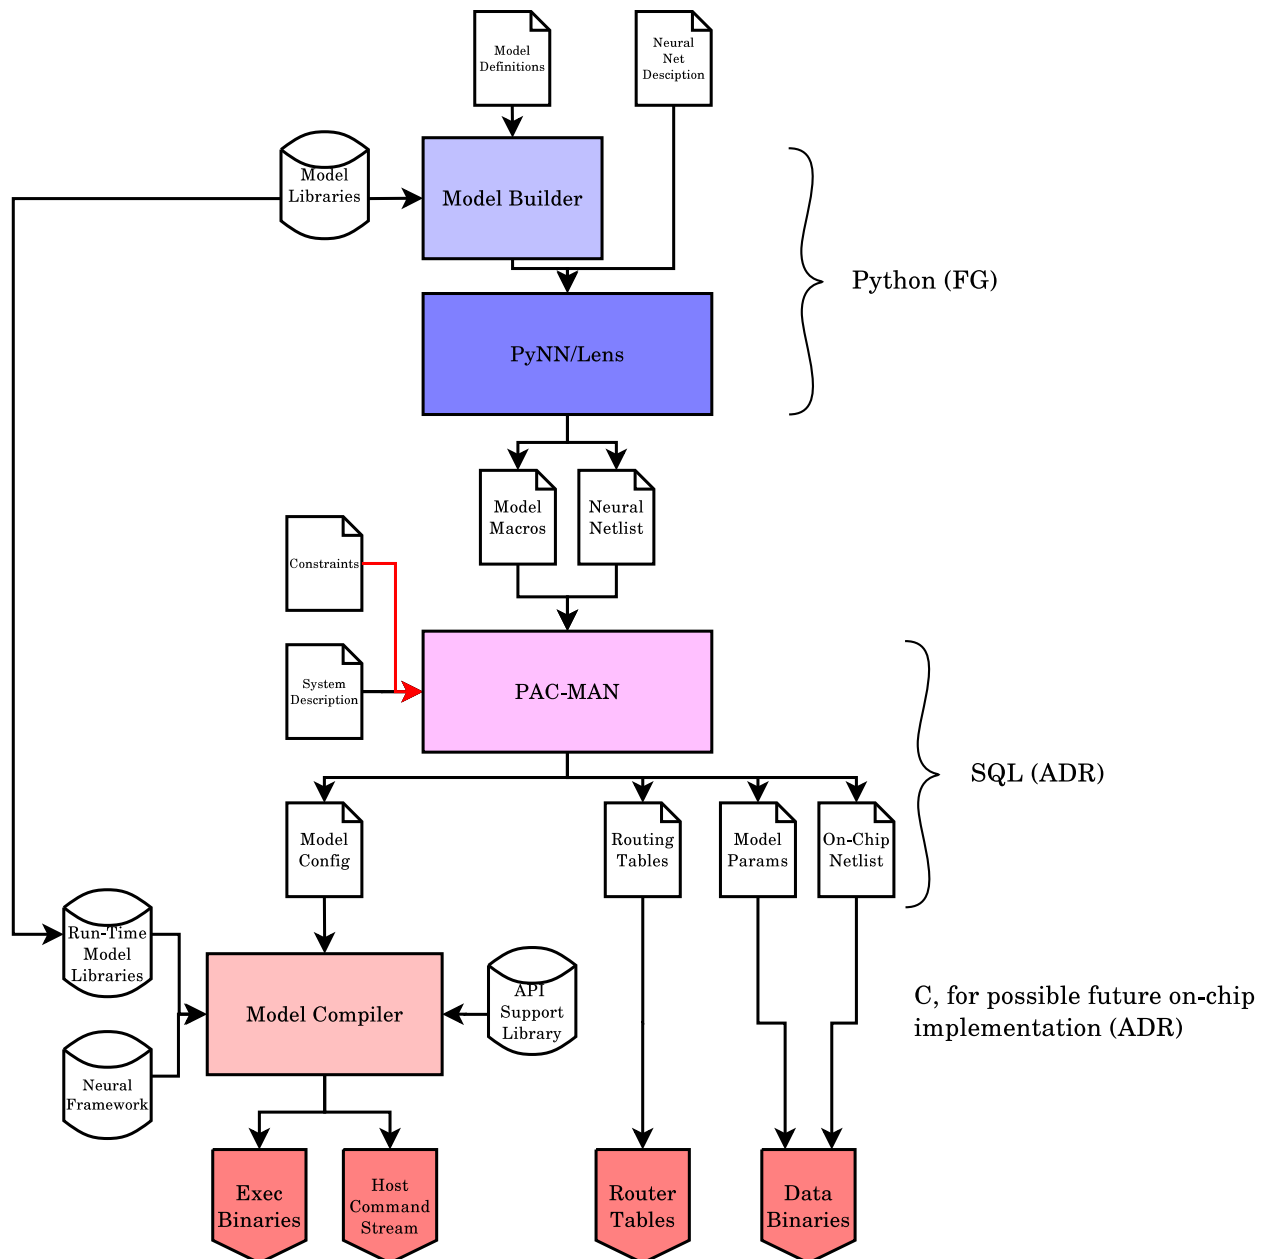 Model
Definitions
Neural
Net
Desciption
Model
Libraries
Model Builder
Python (FG)
PyNN/Lens
Model
Macros
Neural
Netlist
Constraints
System
Description
PAC-MAN
SQL (ADR)
Model
Config
Routing
Tables
Model
Params
On-Chip
Netlist
Run-Time
Model
Libraries
Model Compiler
API
Support
Library
C, for possible future on-chip
implementation (ADR)
Neural
Framework
Exec
Binaries
Host
Command
Stream
Router
Tables
Data
Binaries